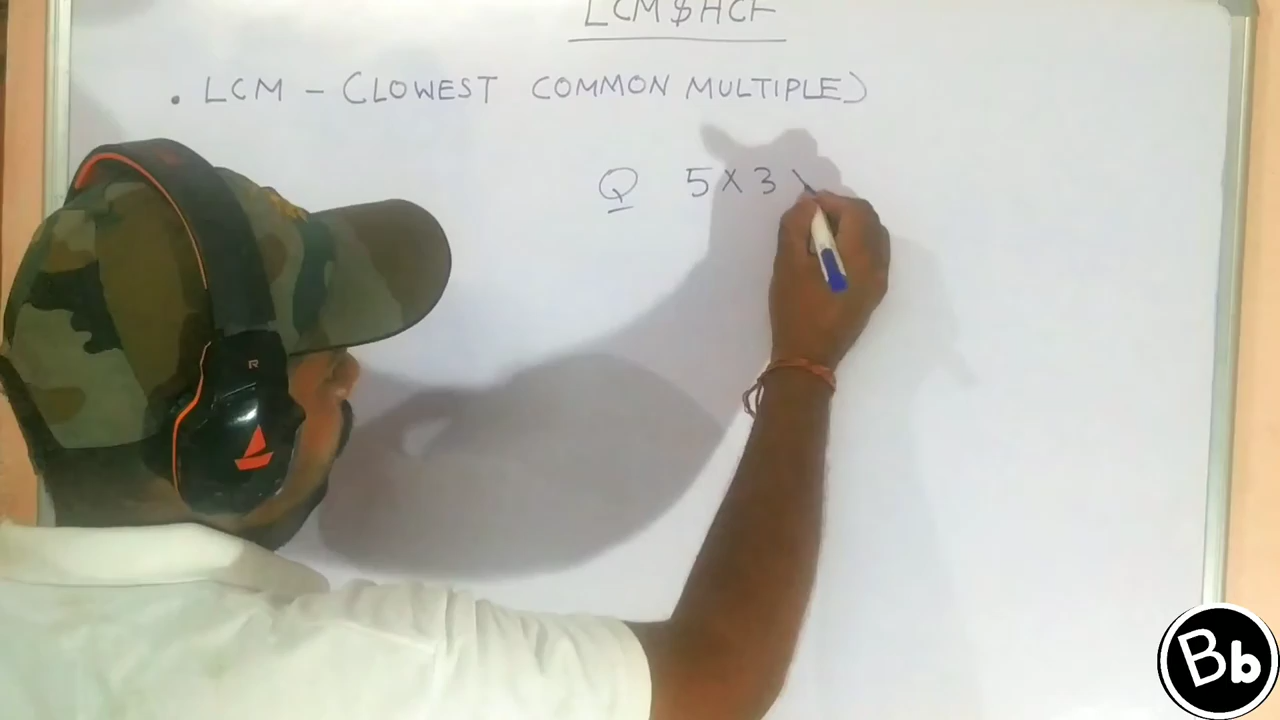 LCM $ HCF
. LCM - (LOWEST COMMON MULTIPLE)
Q 5 X 3 \
R
Bb